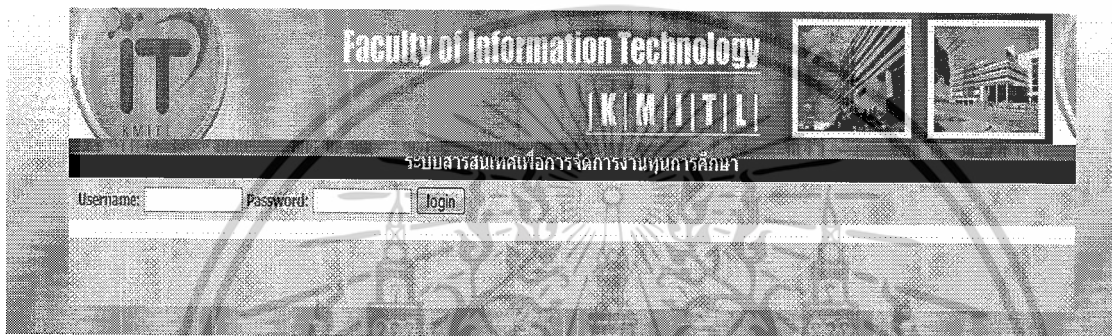 iT
KMITL
Faculty of Information Technology
|K|M|I|T|L|
ระบบสารสนเทศเพื่อการจัดการงานทุนการศึกษา
Username: Password: login